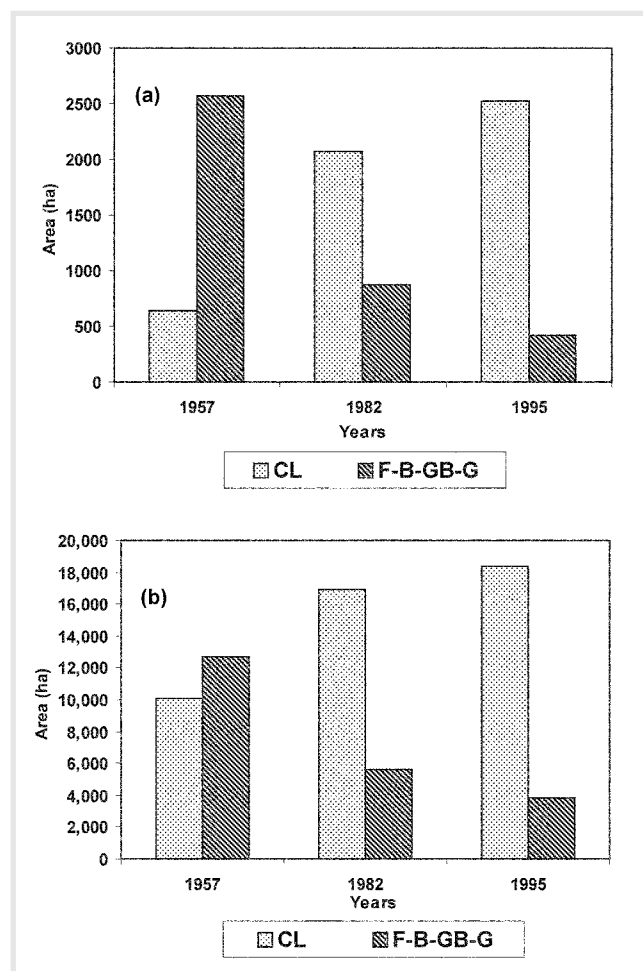 (a)
Area (ha)
3000
2500
2000
1500
1000
500
0
1957 1982 1995
Years
CL F-B-GB-G
(b)
Area (ha)
20,000
18,000
16,000
14,000
12,000
10,000
8,000
6,000
4,000
2,000
0
1957 1982 1995
Years
CL F-B-GB-G